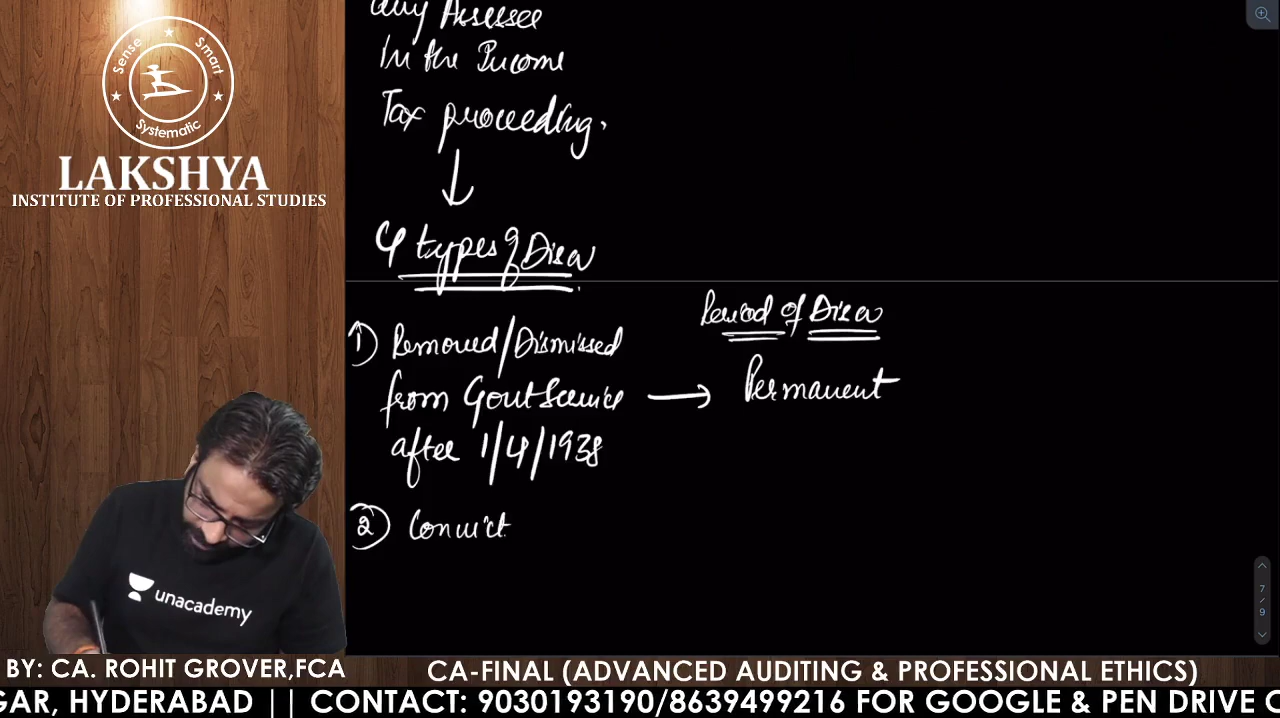 any Assessee
In the Income
Tax proceeding.
4 types of Disq
Period of Disq
1) Removed/Dismissed
from Govt Service → Permanent
after 1/4/1938
2) Convict
Sense
Smart
Systematic
LAKSHYA
INSTITUTE OF PROFESSIONAL STUDIES
unacademy
7
/
9
BY: CA. ROHIT GROVER,FCA
CA-FINAL (ADVANCED AUDITING & PROFESSIONAL ETHICS)
GAR, HYDERABAD || CONTACT: 9030193190/8639499216 FOR GOOGLE & PEN DRIVE C